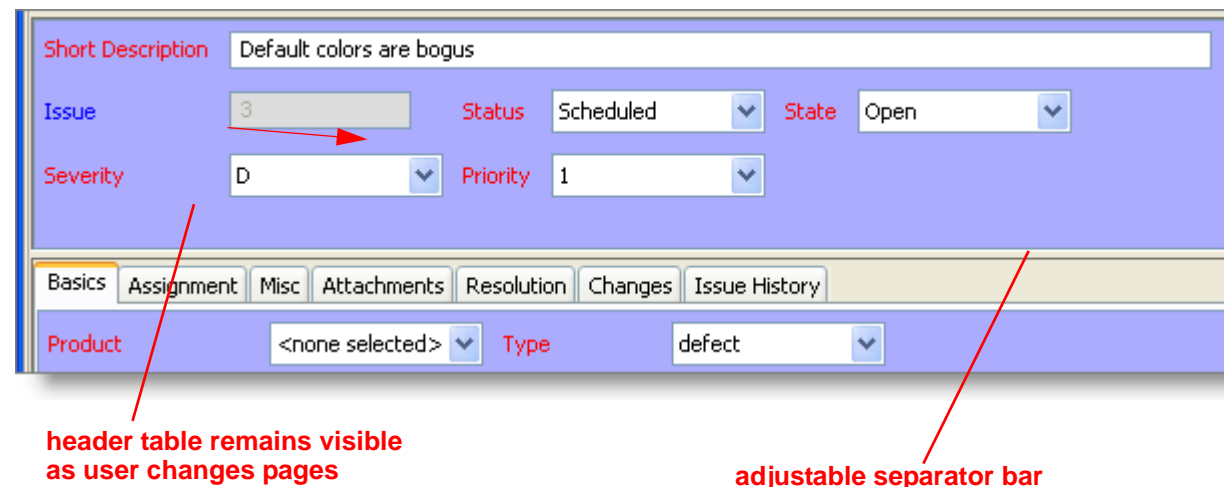 Short Description Default colors are bogus
Issue 3 Status Scheduled State Open
Severity D Priority 1
Basics Assignment Misc Attachments Resolution Changes Issue History
Product <none selected> Type defect
header table remains visible
as user changes pages
adjustable separator bar